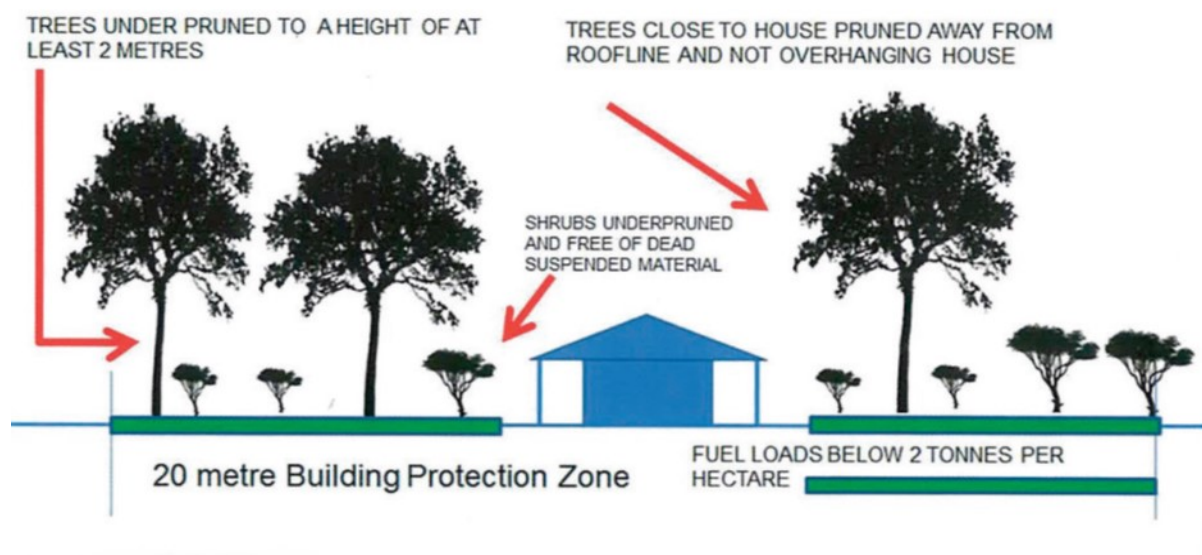 TREES UNDER PRUNED TO A HEIGHT OF AT
LEAST 2 METRES
TREES CLOSE TO HOUSE PRUNED AWAY FROM
ROOFLINE AND NOT OVERHANGING HOUSE
SHRUBS UNDERPRUNED
AND FREE OF DEAD
SUSPENDED MATERIAL
20 metre Building Protection Zone
FUEL LOADS BELOW 2 TONNES PER
HECTARE